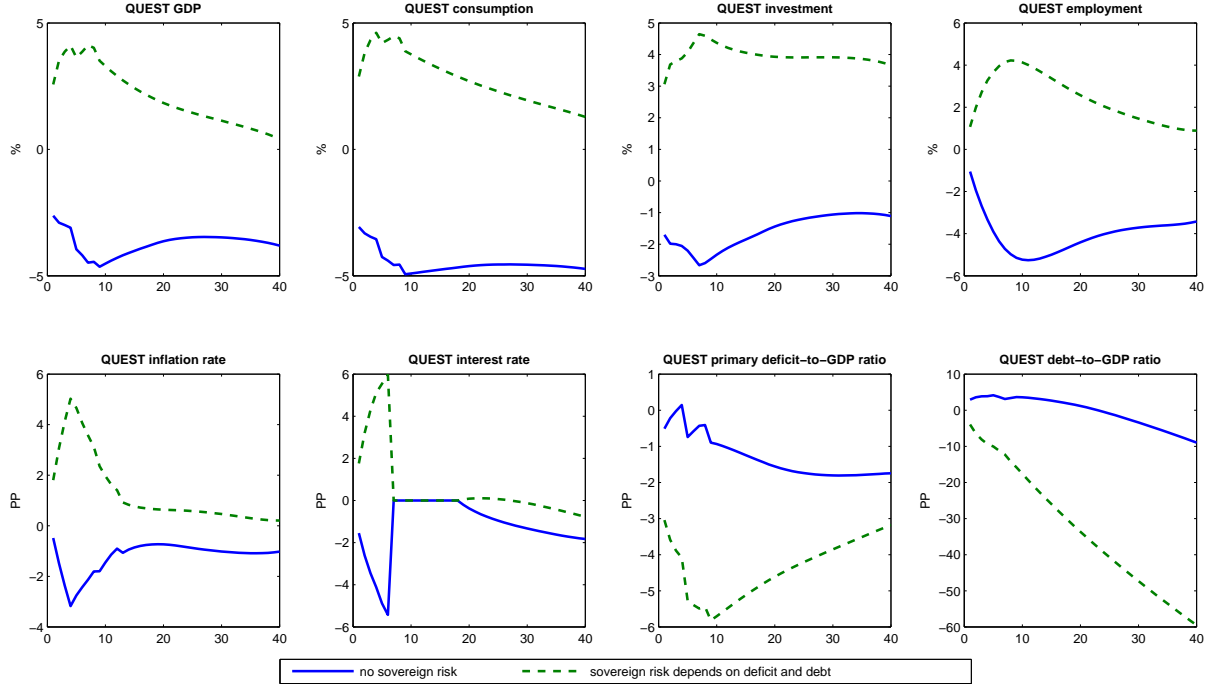 QUEST GDP
QUEST consumption
QUEST investment
QUEST employment
5
0
−5
%
0 10 20 30 40
5
0
−5
%
0 10 20 30 40
5
4
3
2
1
0
−1
−2
−3
%
0 10 20 30 40
6
4
2
0
−2
−4
−6
%
0 10 20 30 40
QUEST inflation rate
QUEST interest rate
QUEST primary deficit−to−GDP ratio
QUEST debt−to−GDP ratio
6
4
2
0
−2
−4
PP
0 10 20 30 40
6
4
2
0
−2
−4
−6
PP
0 10 20 30 40
1
0
−1
−2
−3
−4
−5
−6
PP
0 10 20 30 40
10
0
−10
−20
−30
−40
−50
−60
PP
0 10 20 30 40
no sovereign risk
sovereign risk depends on deficit and debt